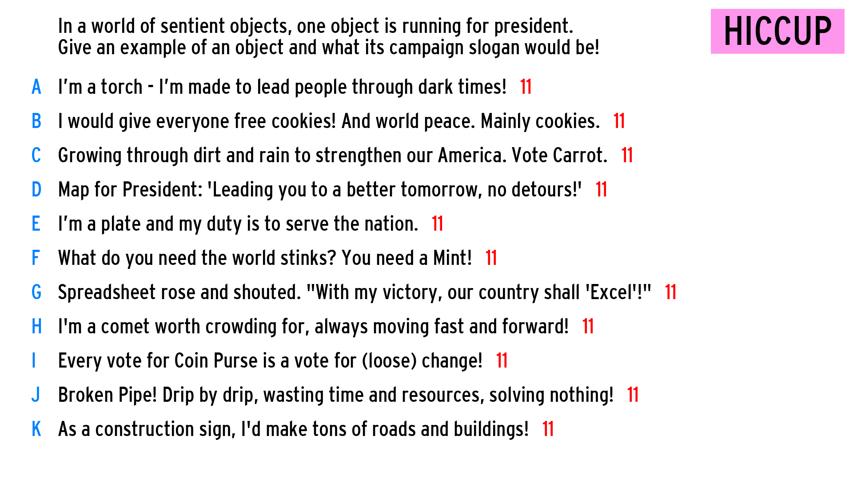 In a world of sentient objects, one object is running for president.
Give an example of an object and what its campaign slogan would be!
HICCUP
A I'm a torch - I'm made to lead people through dark times! 11
B I would give everyone free cookies! And world peace. Mainly cookies. 11
C Growing through dirt and rain to strengthen our America. Vote Carrot. 11
D Map for President: 'Leading you to a better tomorrow, no detours!' 11
E I'm a plate and my duty is to serve the nation. 11
F What do you need the world stinks? You need a Mint! 11
G Spreadsheet rose and shouted. "With my victory, our country shall 'Excel'!" 11
H I'm a comet worth crowding for, always moving fast and forward! 11
I Every vote for Coin Purse is a vote for (loose) change! 11
J Broken Pipe! Drip by drip, wasting time and resources, solving nothing! 11
K As a construction sign, I'd make tons of roads and buildings! 11